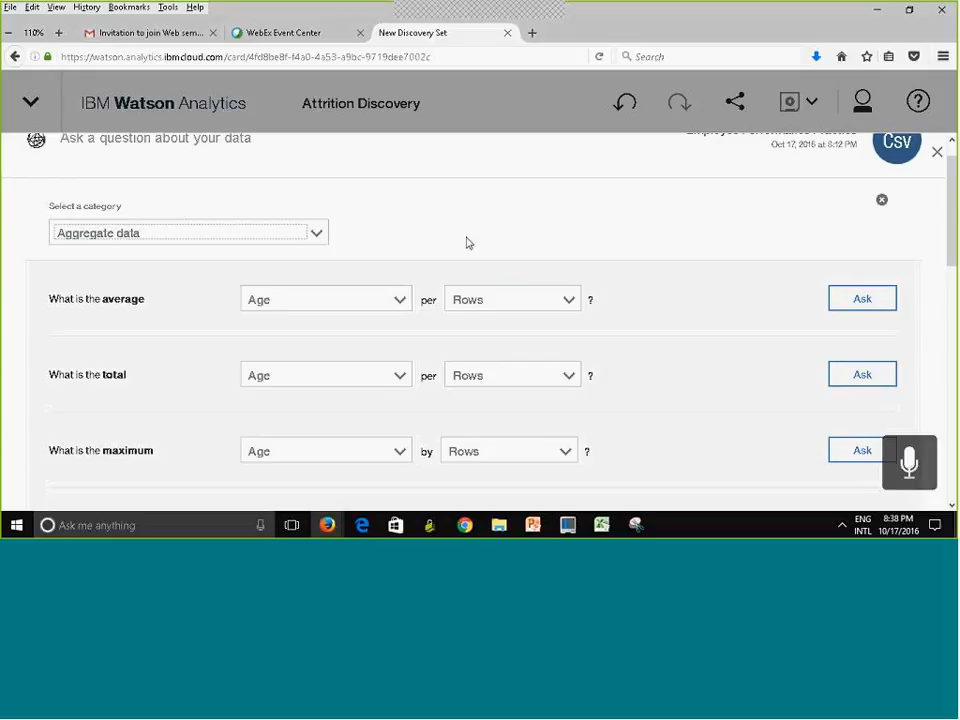 File Edit View History Bookmarks Tools Help
− 110% + Invitation to join Web sem... × WebEx Event Center × New Discovery Set × +
https://watson.analytics.ibmcloud.com/card/4fd8be8f-f4a0-4a53-a9bc-9719dee7002c Search
IBM Watson Analytics Attrition Discovery
Ask a question about your data
Oct 17, 2016 at 8:12 PM
Csv
Select a category
Aggregate data
What is the average Age per Rows ? Ask
What is the total Age per Rows ? Ask
What is the maximum Age by Rows ? Ask
Ask me anything
ENG 8:38 PM
INTL 10/17/2016